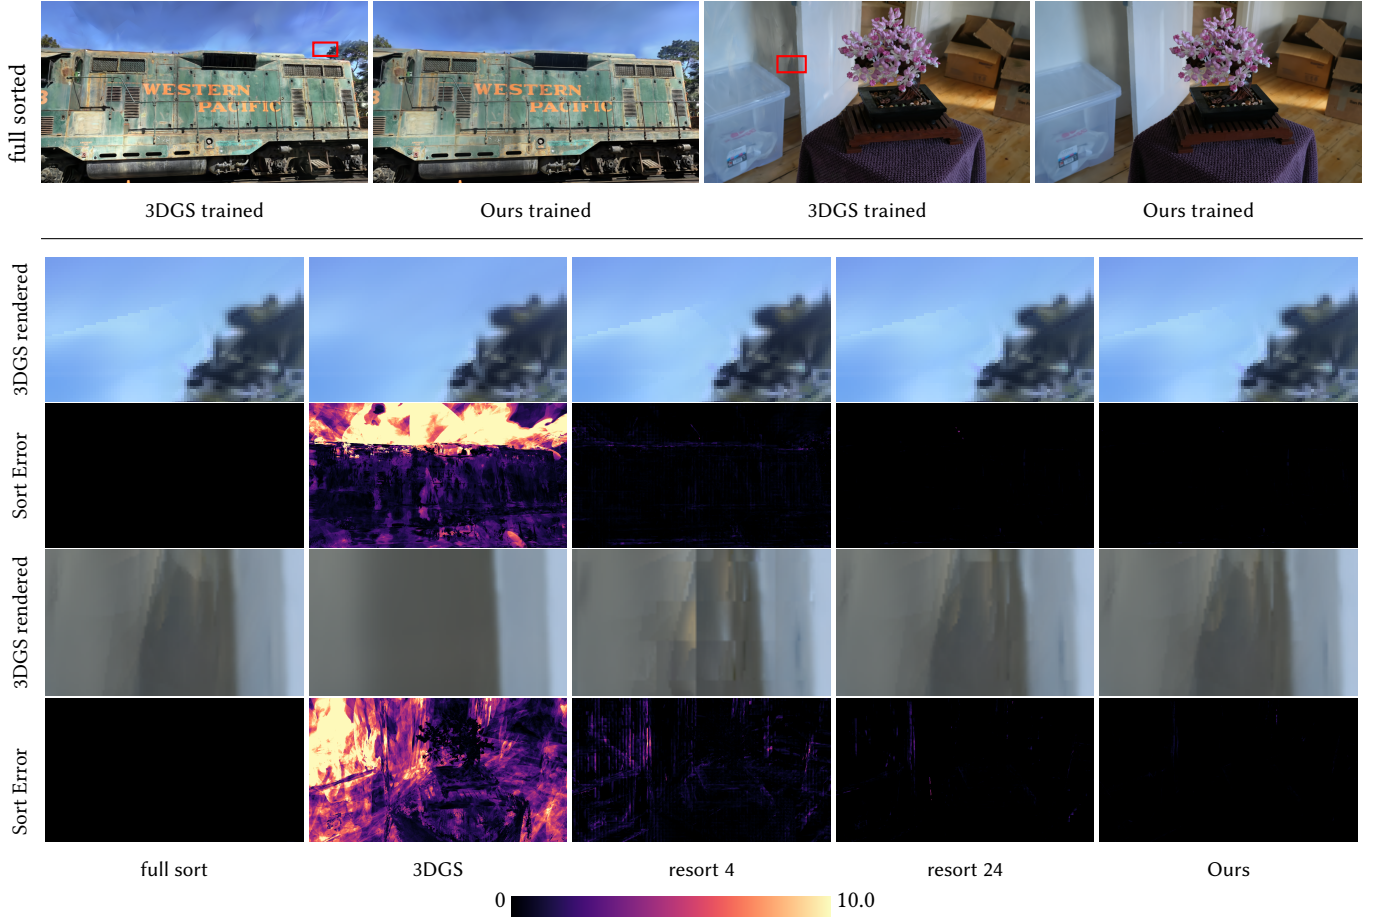 full sorted
WESTERN
PACIFIC
WESTERN
PACIFIC
3DGS trained
Ours trained
3DGS trained
Ours trained
3DGS rendered
Sort Error
3DGS rendered
Sort Error
full sort
3DGS
resort 4
resort 24
Ours
0
10.0